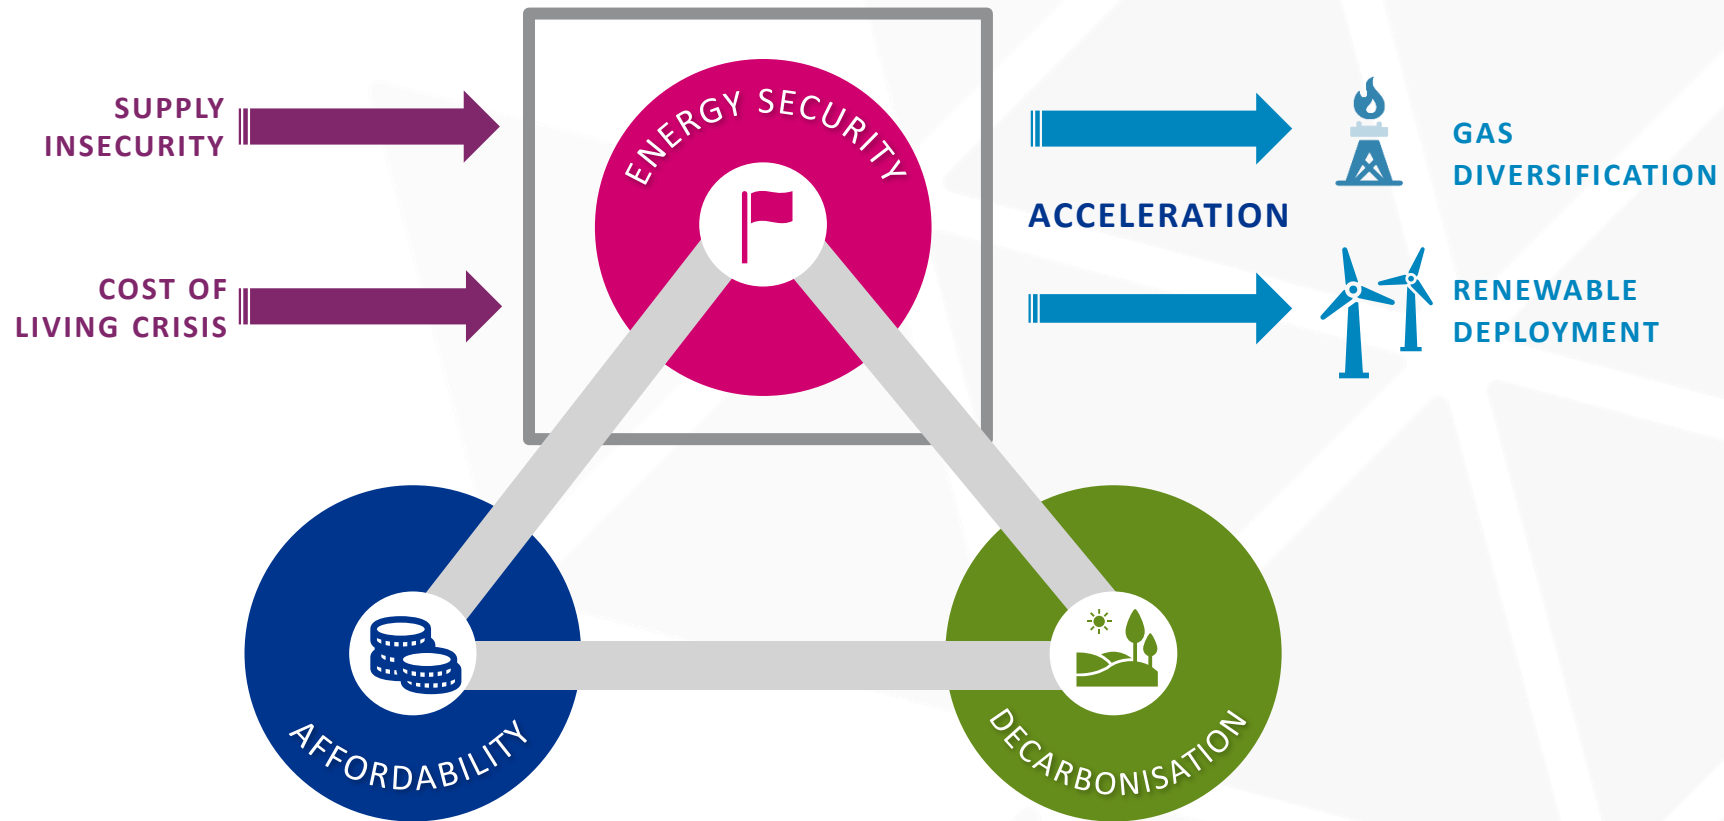 SUPPLY
INSECURITY
COST OF
LIVING CRISIS
ENERGY SECURITY
ACCELERATION
GAS
DIVERSIFICATION
RENEWABLE
DEPLOYMENT
AFFORDABILITY
DECARBONISATION